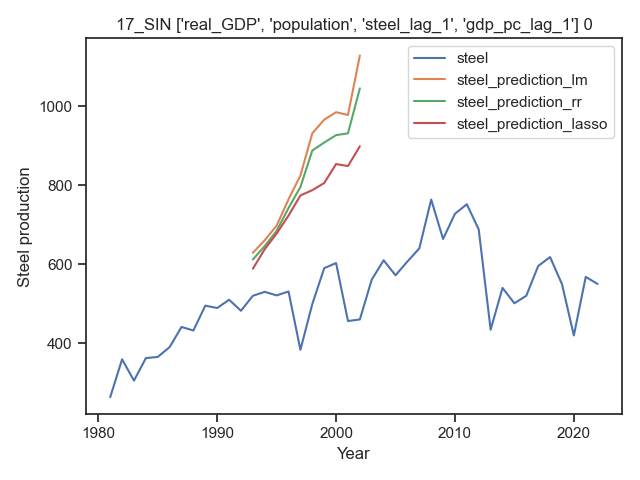 17_SIN ['real_GDP', 'population', 'steel_lag_1', 'gdp_pc_lag_1'] 0
steel
steel_prediction_lm
steel_prediction_rr
steel_prediction_lasso
Steel production
1000
800
600
400
1980 1990 2000 2010 2020
Year